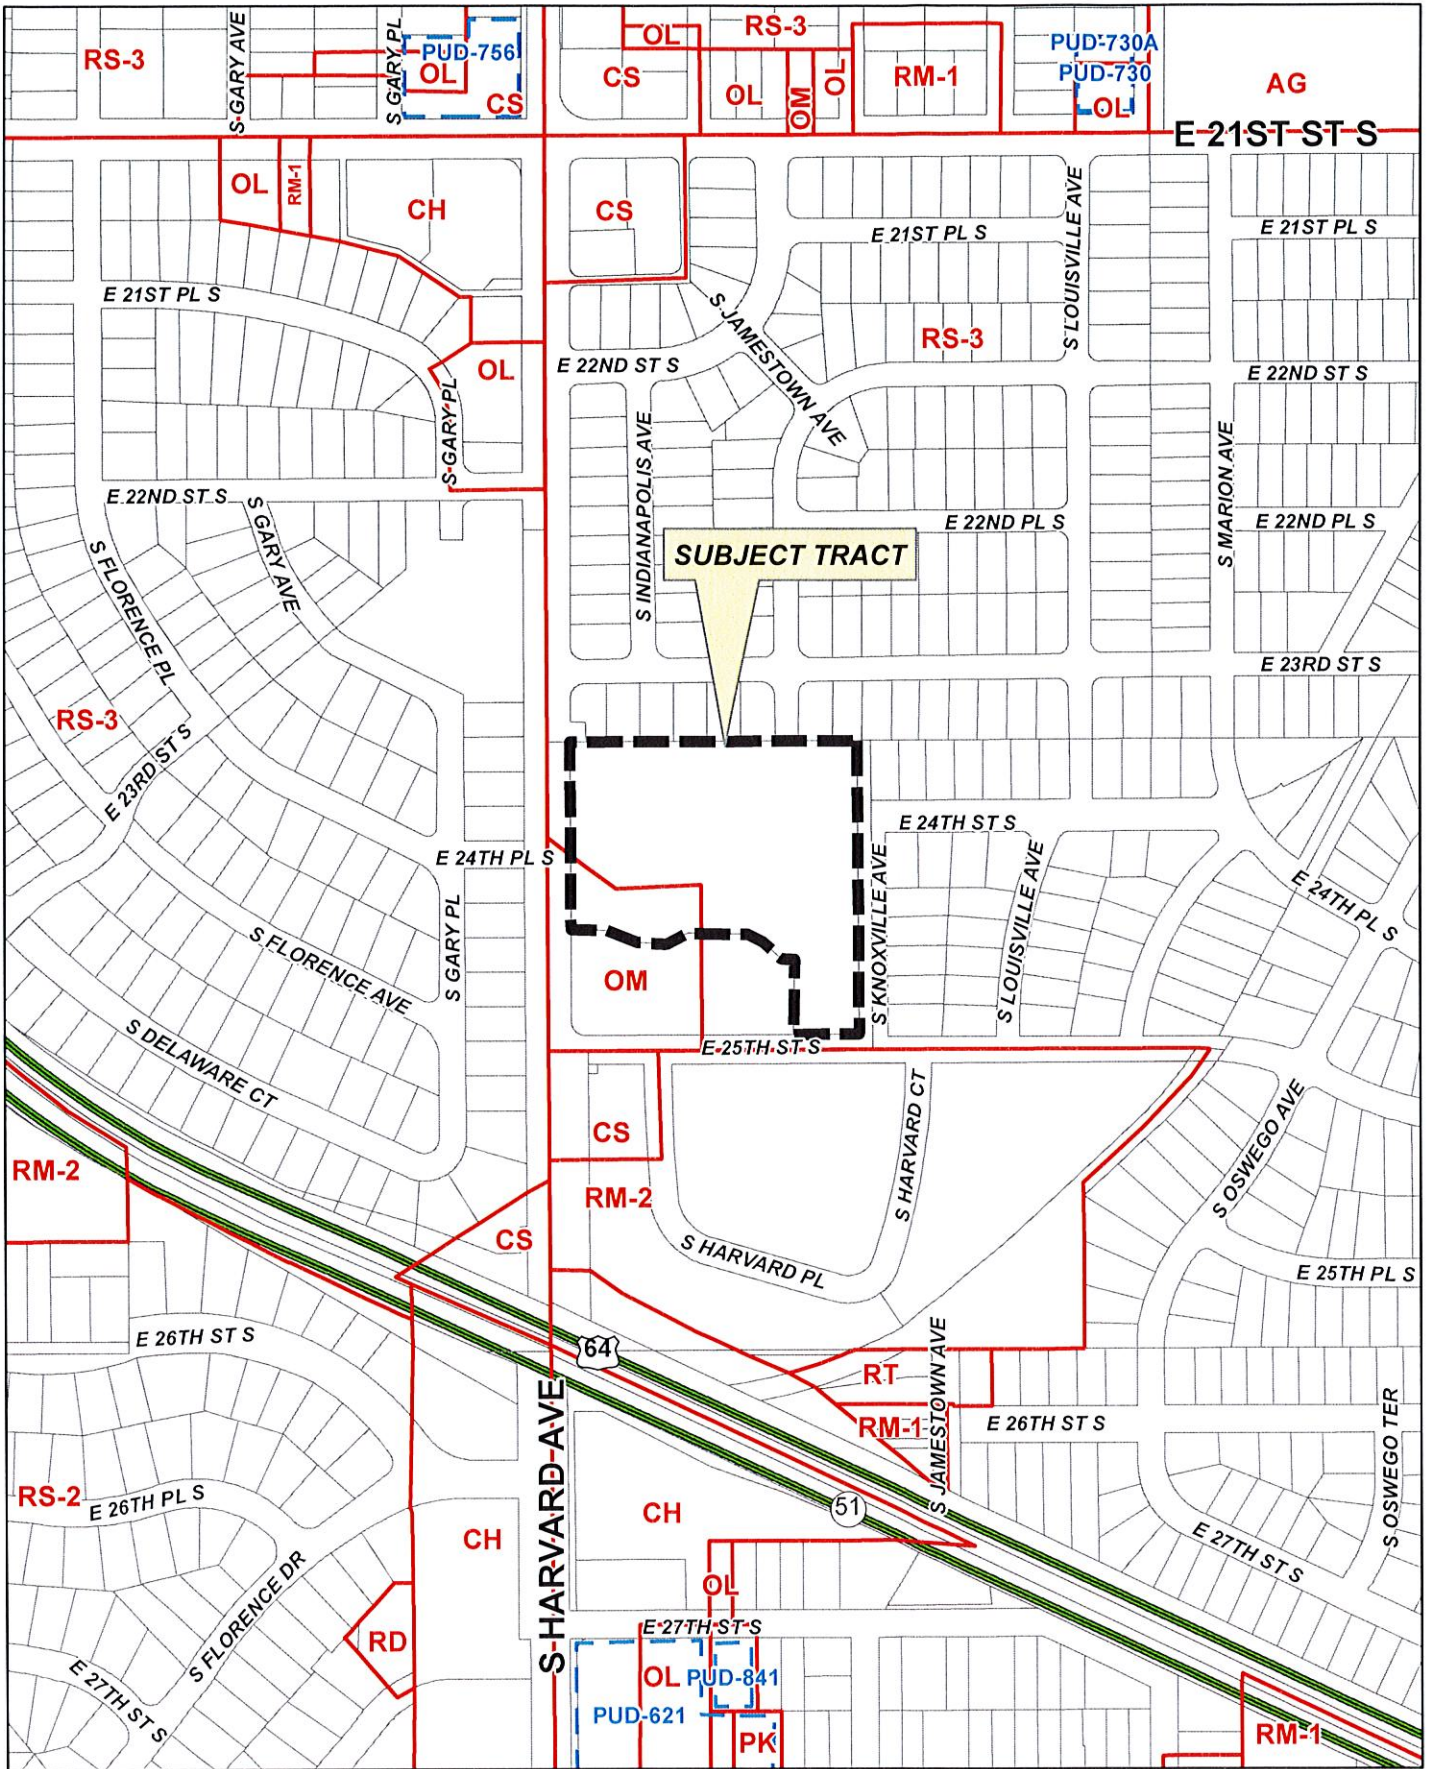 RS-3
S GARY AVE
S GARY PL
PUD-756
OL
CS
OL
RS-3
CS
OL
OM
OL
RM-1
PUD-730A
PUD-730
OL
AG
E 21ST ST S
OL
RM-1
CH
CS
E 21ST PL S
S LOUISVILLE AVE
E 21ST PL S
E 21ST PL S
S JAMESTOWN AVE
RS-3
OL
E 22ND ST S
E 22ND ST S
S GARY PL
S INDIANAPOLIS AVE
S MARION AVE
E 22ND ST S
S GARY AVE
E 22ND PL S
E 22ND PL S
S FLORENCE PL
SUBJECT TRACT
E 23RD ST S
RS-3
E 23RD ST S
E 24TH ST S
E 24TH PL S
S KNOXVILLE AVE
S LOUISVILLE AVE
E 24TH PL S
S GARY PL
S FLORENCE AVE
OM
S DELAWARE CT
E 25TH ST S
S HARVARD CT
S OSWEGO AVE
CS
RM-2
RM-2
CS
S HARVARD PL
E 25TH PL S
E 26TH ST S
64
S JAMESTOWN AVE
RT
RM-1
E 26TH ST S
S OSWEGO TER
S HARVARD AVE
RS-2
E 26TH PL S
CH
CH
51
E 27TH ST S
S FLORENCE DR
OL
RD
E 27TH ST S
E 27TH ST S
OL
PUD-841
PUD-621
PK
RM-1